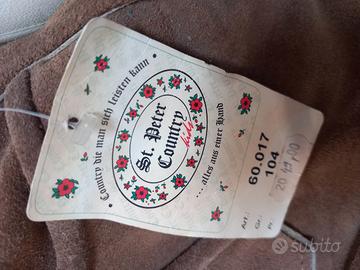 Country die man sich leisten kann
St. Peter
Country
kids
... alles aus einer Hand
Art.:
60.017
Gr.:
104
subito